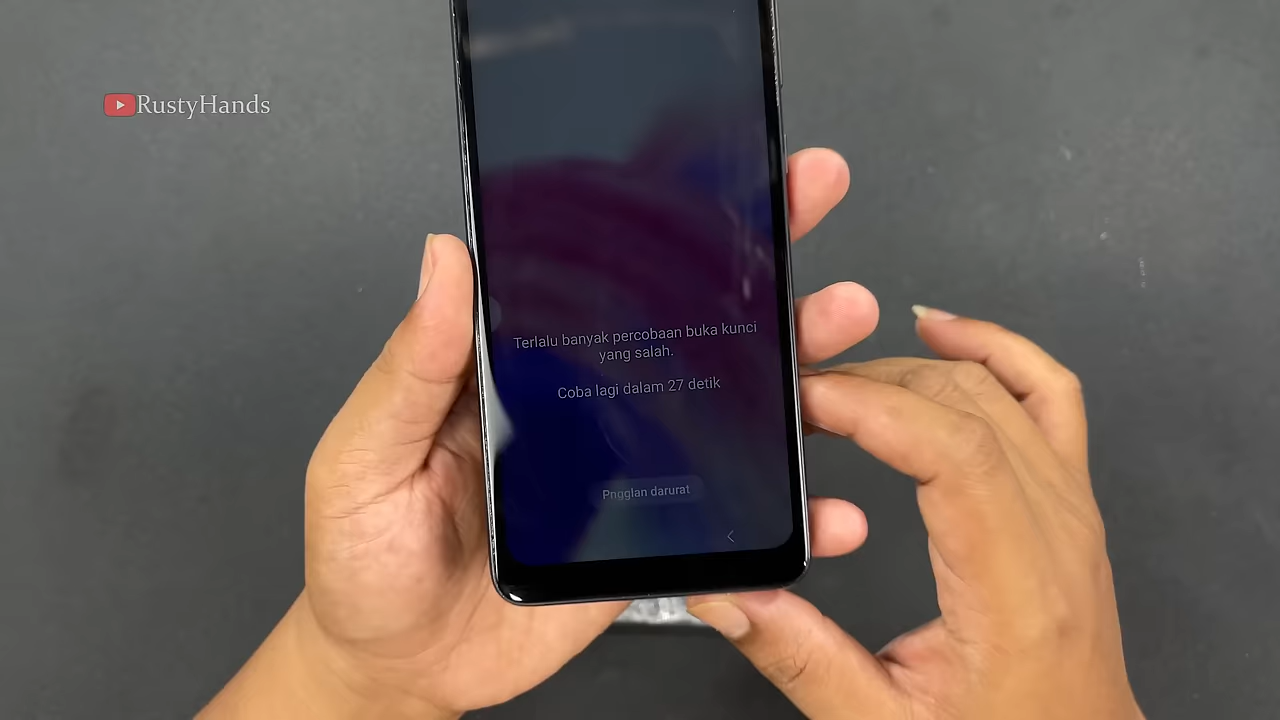 RustyHands
Terlalu banyak percobaan buka kunci
yang salah.
Coba lagi dalam 27 detik
Pngglan darurat